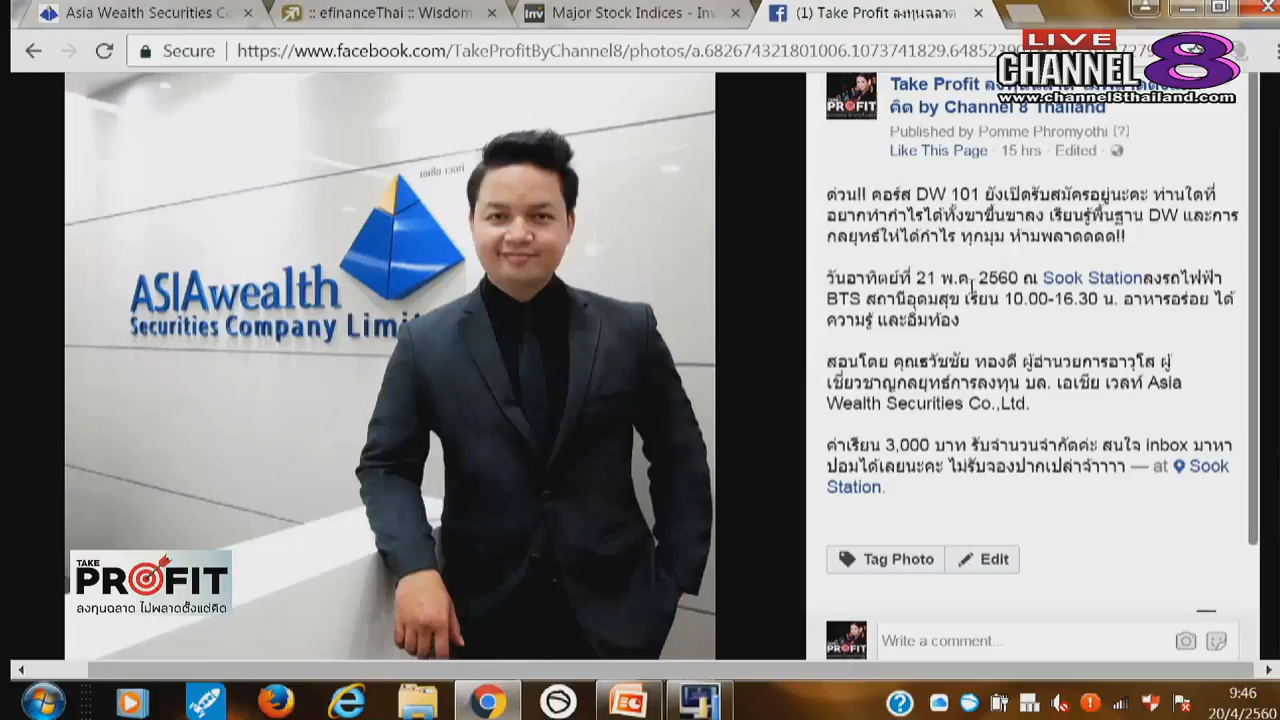 Asia Wealth Securities C
:: efinanceThai :: Wisdom
Major Stock Indices - Inv
(1) Take Profit ลงทุนฉลาด
Secure
https://www.facebook.com/TakeProfitByChannel8/photos/a.682674321801006.1073741829.648523
LIVE
CHANNEL 8
www.channel8thailand.com
Take Profit
คิด by Channel 8 Thailand
Published by Pomme Phromyothi [?]
Like This Page · 15 hrs · Edited ·
ด่วน!! คอร์ส DW 101 ยังเปิดรับสมัครอยู่นะคะ ท่านใดที่
อยากทำกำไรได้ทั้งขาขึ้นขาลง เรียนรู้พื้นฐาน DW และการ
กลยุทธ์ให้ได้กำไร ทุกมุม ห้ามพลาดดดด!!
วันอาทิตย์ที่ 21 พ.ค. 2560 ณ Sook Stationลงรถไฟฟ้า
BTS สถานีอุดมสุข เรียน 10.00-16.30 น. อาหารอร่อย ได้
ความรู้ และอิ่มท้อง
สอนโดย คุณธวัชชัย ทองดี ผู้อำนวยการอาวุโส ผู้
เชี่ยวชาญกลยุทธ์การลงทุน บล. เอเชีย เวลท์ Asia
Wealth Securities Co.,Ltd.
ค่าเรียน 3,000 บาท รับจำนวนจำกัดค่ะ สนใจ inbox มาหา
ปอมได้เลยนะคะ ไม่รับจองปากเปล่าจ้าาาา — at Sook
Station.
Tag Photo
Edit
Write a comment...
เอเชีย เวลท์
ASIA wealth
Securities Company Limi
TAKE
PROFIT
ลงทุนฉลาด ไม่พลาดตั้งแต่คิด
9:46
20/4/2560